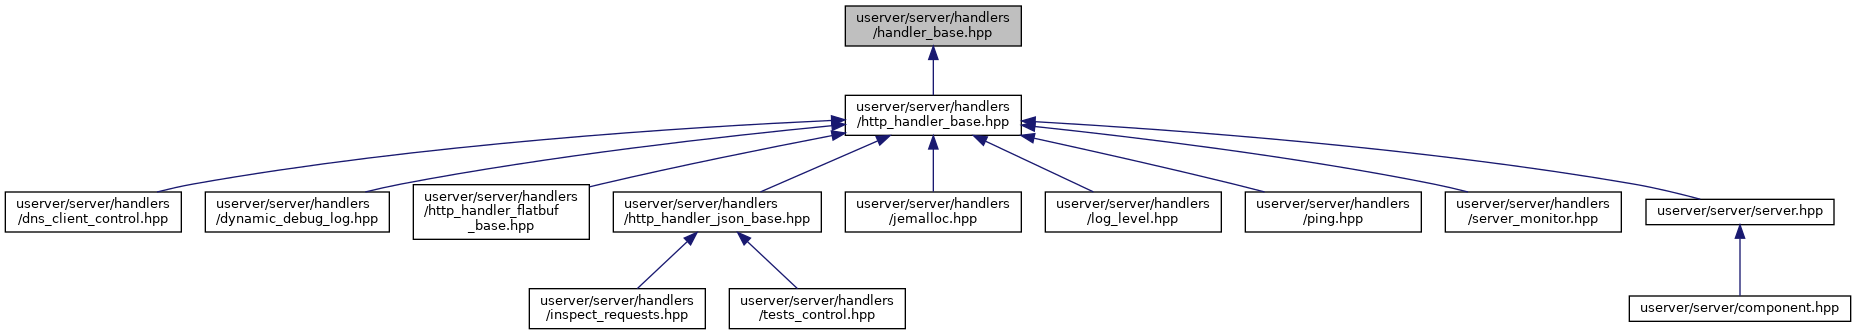 userver/server/handlers
/handler_base.hpp
userver/server/handlers
/http_handler_base.hpp
userver/server/handlers
/dns_client_control.hpp
userver/server/handlers
/dynamic_debug_log.hpp
userver/server/handlers
/http_handler_flatbuf
_base.hpp
userver/server/handlers
/http_handler_json_base.hpp
userver/server/handlers
/jemalloc.hpp
userver/server/handlers
/log_level.hpp
userver/server/handlers
/ping.hpp
userver/server/handlers
/server_monitor.hpp
userver/server/server.hpp
userver/server/handlers
/inspect_requests.hpp
userver/server/handlers
/tests_control.hpp
userver/server/component.hpp